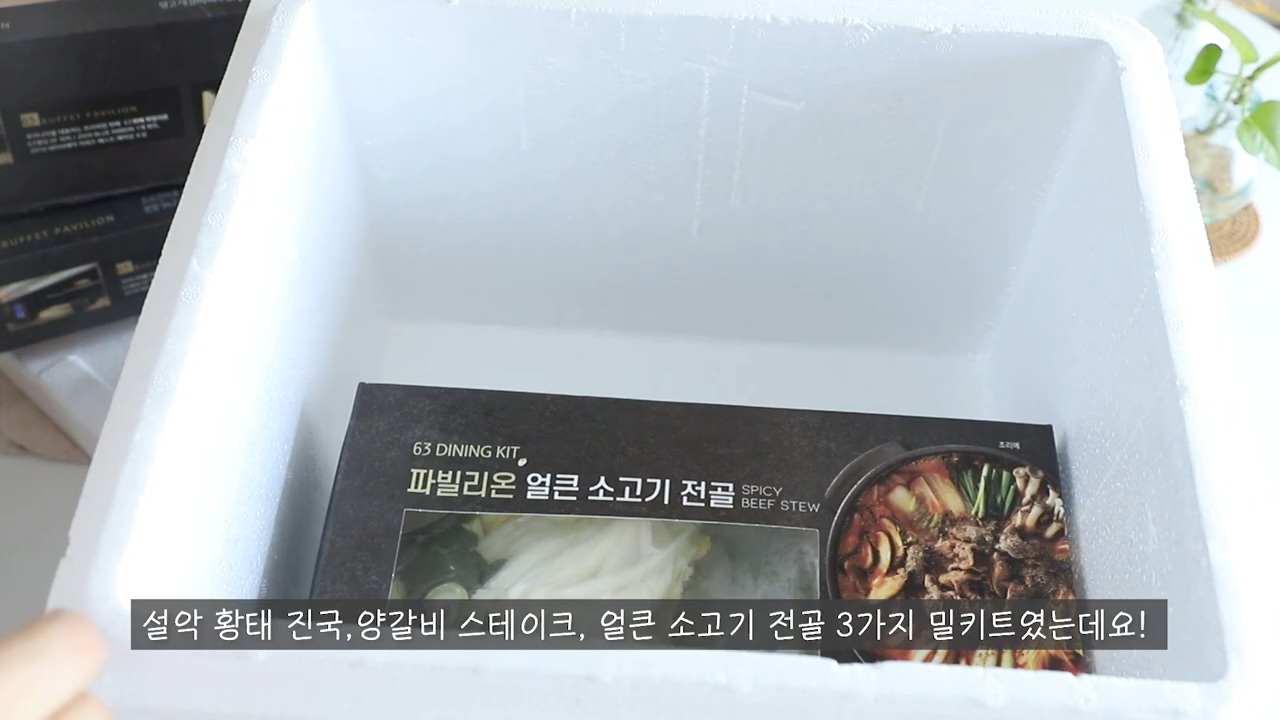 BUFFET PAVILION
BUFFET PAVILION
63 DINING KIT
파빌리온 얼큰 소고기 전골
SPICY
BEEF STEW
조리예
설악 황태 진국,양갈비 스테이크, 얼큰 소고기 전골 3가지 밀키트였는데요!